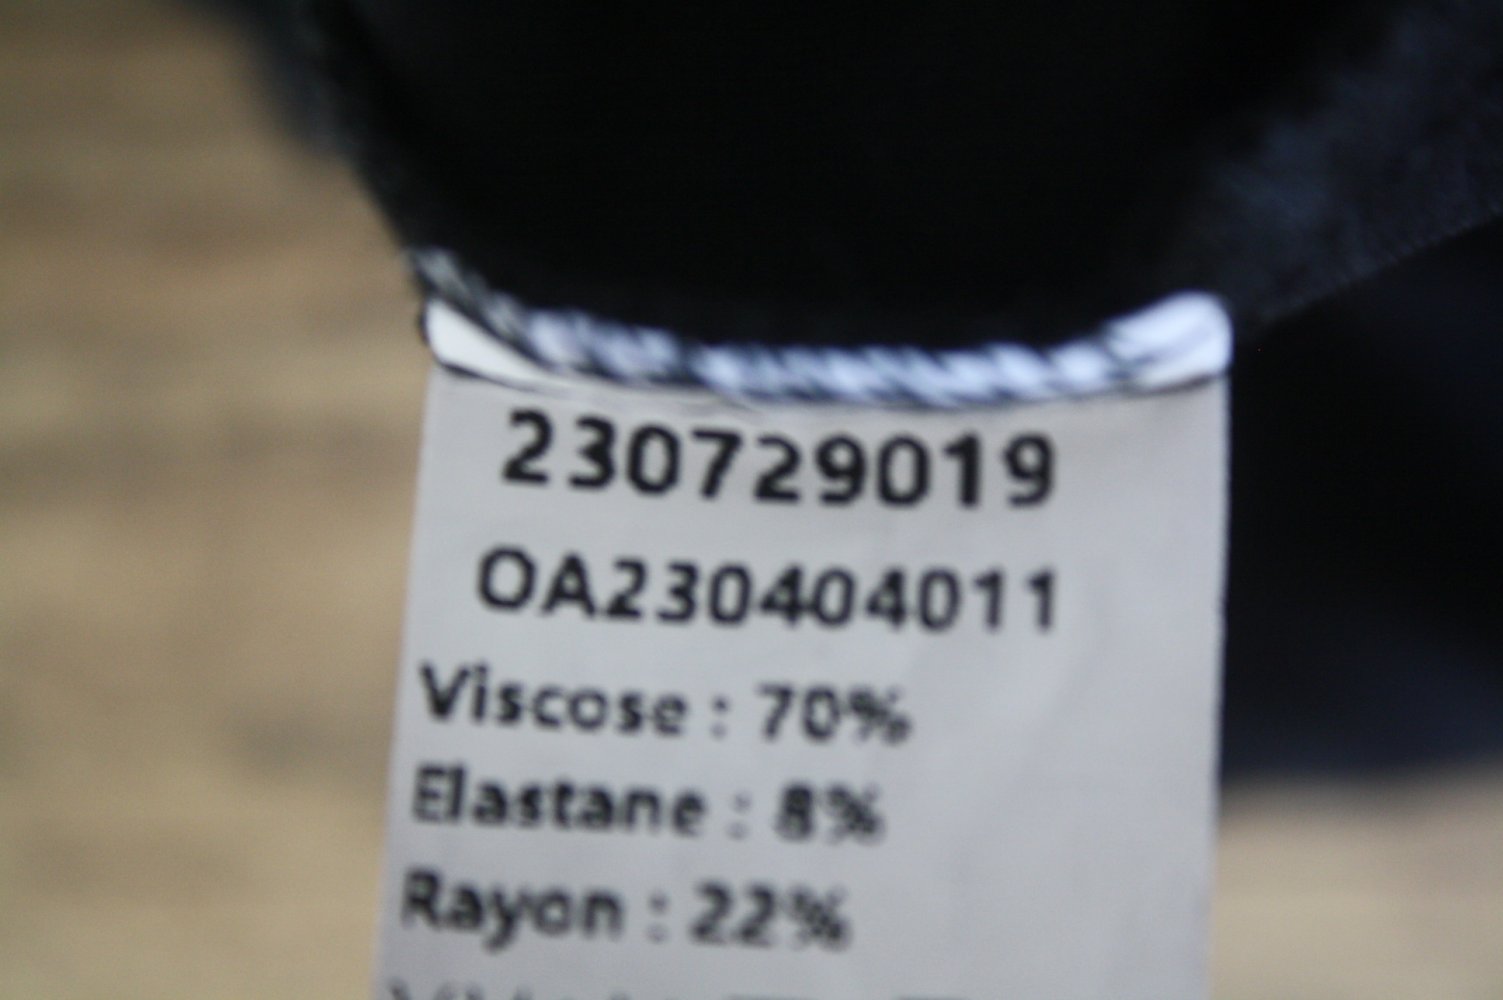 230729019
OA230404011
Viscose : 70%
Elastane : 8%
Rayon : 22%